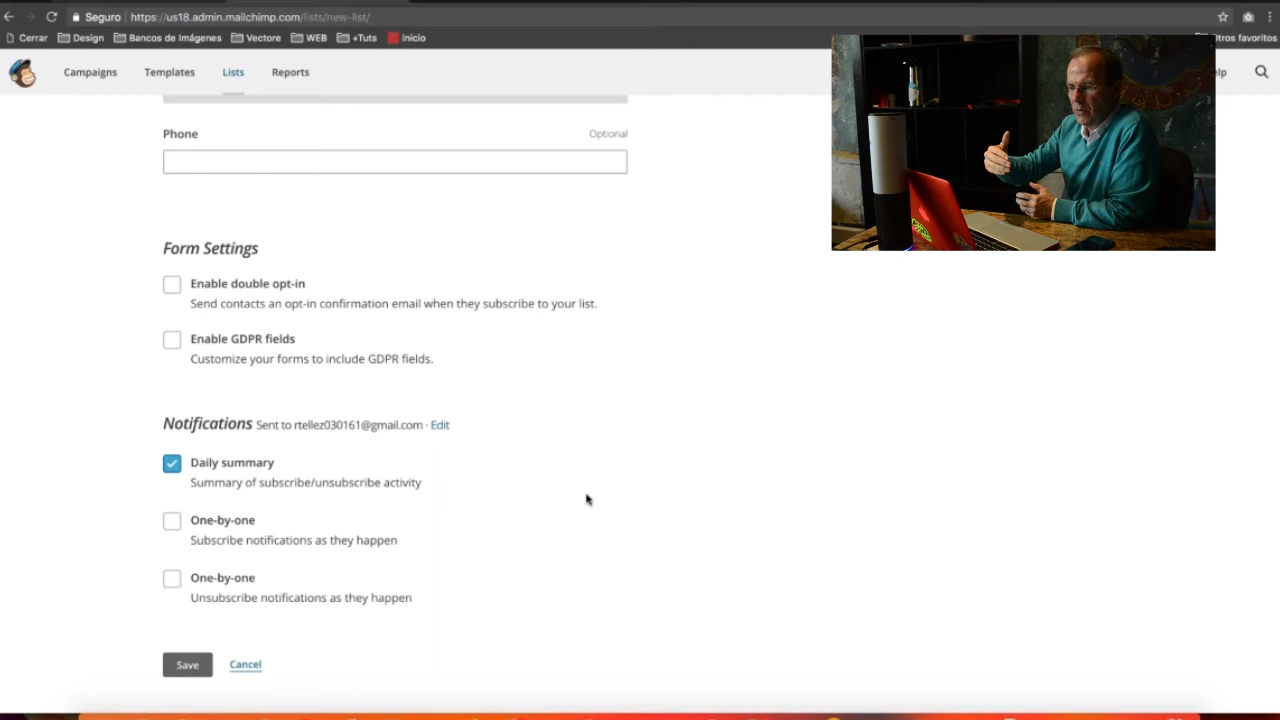 Seguro https://us18.admin.mailchimp.com/lists/new-list/
Cerrar Design Bancos de Imágenes Vectore WEB +Tuts Inicio Otros favoritos
Campaigns Templates Lists Reports
Phone Optional
Form Settings
Enable double opt-in
Send contacts an opt-in confirmation email when they subscribe to your list.
Enable GDPR fields
Customize your forms to include GDPR fields.
Notifications Sent to rtellez030161@gmail.com · Edit
Daily summary
Summary of subscribe/unsubscribe activity
One-by-one
Subscribe notifications as they happen
One-by-one
Unsubscribe notifications as they happen
Save Cancel